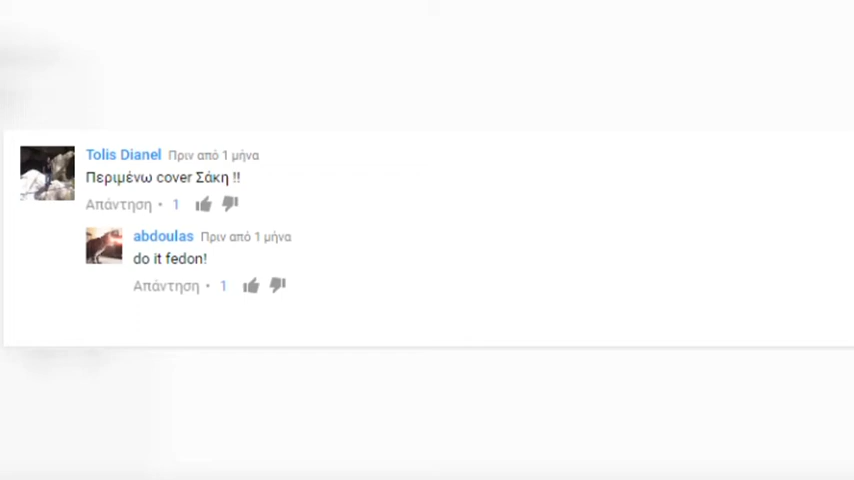 Tolis Dianel Πριν από 1 μήνα
Περιμένω cover Σάκη !!
Απάντηση • 1
abdoulas Πριν από 1 μήνα
do it fedon!
Απάντηση • 1